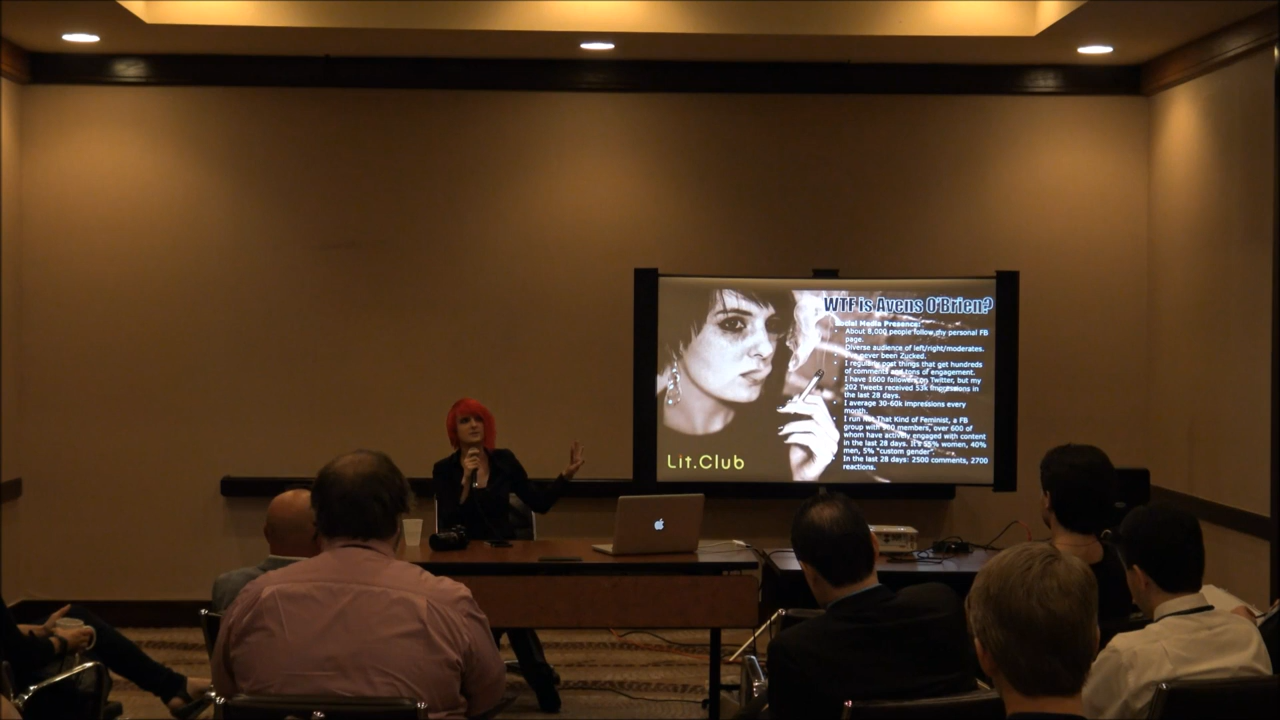 WTF is Avens O'Brien?
Social Media Presence:
• About 8,000 people follow my personal FB
page.
• Diverse audience of left/right/moderates.
• I've never been Zucked.
• I regularly post things that get hundreds
of comments and tons of engagement.
• I have 1600 followers on Twitter, but my
202 Tweets received 53k impressions in
the last 28 days.
• I average 30-60k impressions every
month.
• I run Not That Kind of Feminist, a FB
group with 900 members, over 600 of
whom have actively engaged with content
in the last 28 days. It's 55% women, 40%
men, 5% "custom gender".
• In the last 28 days: 2500 comments, 2700
reactions.
Lit.Club